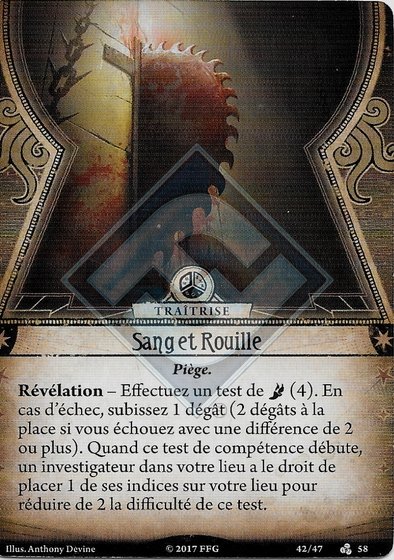 TRAÎTRISE
Sang et Rouille
Piège.
Révélation – Effectuez un test de (4). En
cas d'échec, subissez 1 dégât (2 dégâts à la
place si vous échouez avec une différence de 2
ou plus). Quand ce test de compétence débute,
un investigateur dans votre lieu a le droit de
placer 1 de ses indices sur votre lieu pour
réduire de 2 la difficulté de ce test.
Illus. Anthony Devine © 2017 FFG 42/47 58